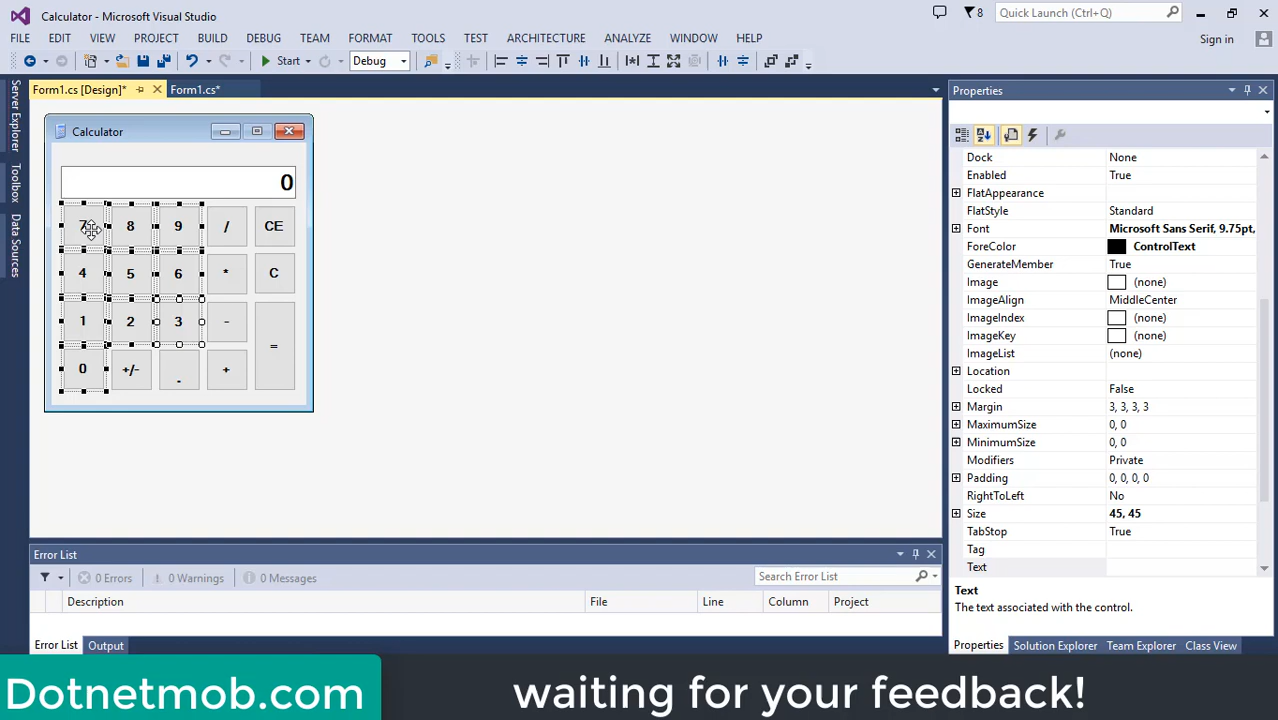 Calculator - Microsoft Visual Studio
8
Quick Launch (Ctrl+Q)
FILE EDIT VIEW PROJECT BUILD DEBUG TEAM FORMAT TOOLS TEST ARCHITECTURE ANALYZE WINDOW HELP
Sign in
Start Debug
Server Explorer
Toolbox
Data Sources
Form1.cs [Design]* Form1.cs*
Calculator
0
7 8 9 / CE
4 5 6 * C
1 2 3 - =
0 +/- . +
Properties
Dock None
Enabled True
FlatAppearance
FlatStyle Standard
Font Microsoft Sans Serif, 9.75pt,
ForeColor ControlText
GenerateMember True
Image (none)
ImageAlign MiddleCenter
ImageIndex (none)
ImageKey (none)
ImageList (none)
Location
Locked False
Margin 3, 3, 3, 3
MaximumSize 0, 0
MinimumSize 0, 0
Modifiers Private
Padding 0, 0, 0, 0
RightToLeft No
Size 45, 45
TabStop True
Tag
Text
Text
The text associated with the control.
Properties Solution Explorer Team Explorer Class View
Error List
0 Errors 0 Warnings 0 Messages Search Error List
Description File Line Column Project
Error List Output
Dotnetmob.com
waiting for your feedback!